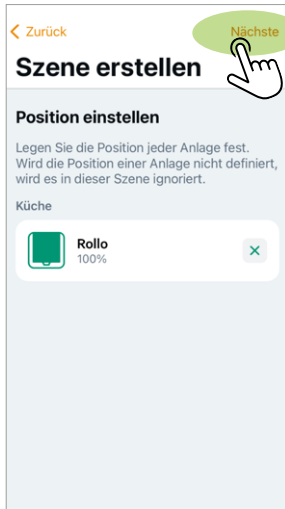 Zurück
Nächste
Szene erstellen
Position einstellen
Legen Sie die Position jeder Anlage fest.
Wird die Position einer Anlage nicht definiert,
wird es in dieser Szene ignoriert.
Küche
Rollo
100%